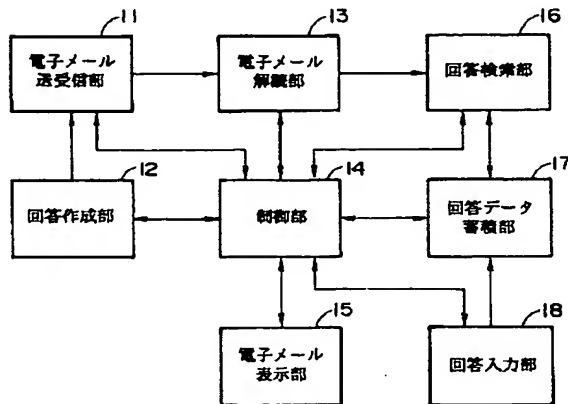 11
電子メール
送受信部
13
電子メール
解読部
16
回答検索部
12
回答作成部
14
制御部
17
回答データ
蓄積部
15
電子メール
表示部
18
回答入力部